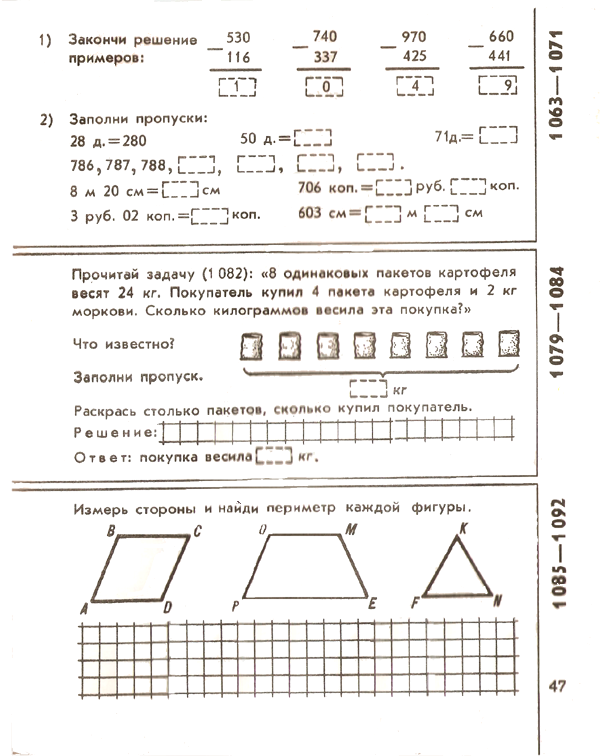 1) Закончи решение примеров:
530 740 970 660
— 116 — 337 — 425 — 441
1 0 4 9
2) Заполни пропуски:
28 д.=280 50 д.= 71д.=
786, 787, 788, , , , .
8 м 20 см= см 706 коп.= руб. коп.
3 руб. 02 коп.= коп. 603 см= м см
1063—1071
Прочитай задачу (1 082): «8 одинаковых пакетов картофеля
весят 24 кг. Покупатель купил 4 пакета картофеля и 2 кг
моркови. Сколько килограммов весила эта покупка?»
Что известно?
Заполни пропуск.
кг
Раскрась столько пакетов, сколько купил покупатель.
Решение:
Ответ: покупка весила кг.
1079—1084
Измерь стороны и найди периметр каждой фигуры.
B C O M K
A D P E F N
1085—1092
47